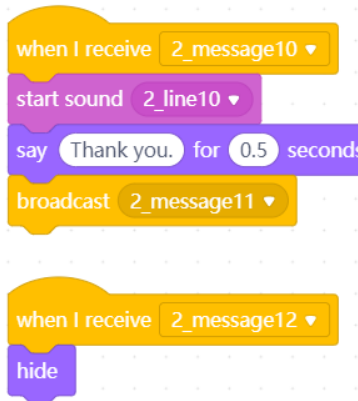 when I receive 2_message10
start sound 2_line10
say Thank you. for 0.5 seconds
broadcast 2_message11
when I receive 2_message12
hide